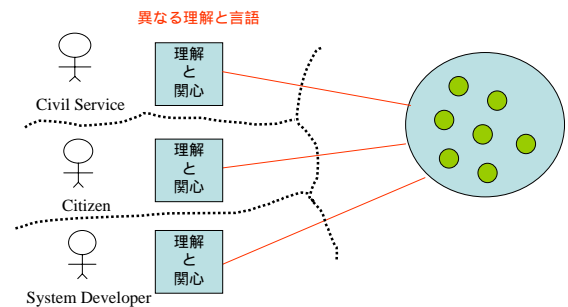 異なる理解と言語
理解
と
関心
Civil Service
理解
と
関心
Citizen
理解
と
関心
System Developer